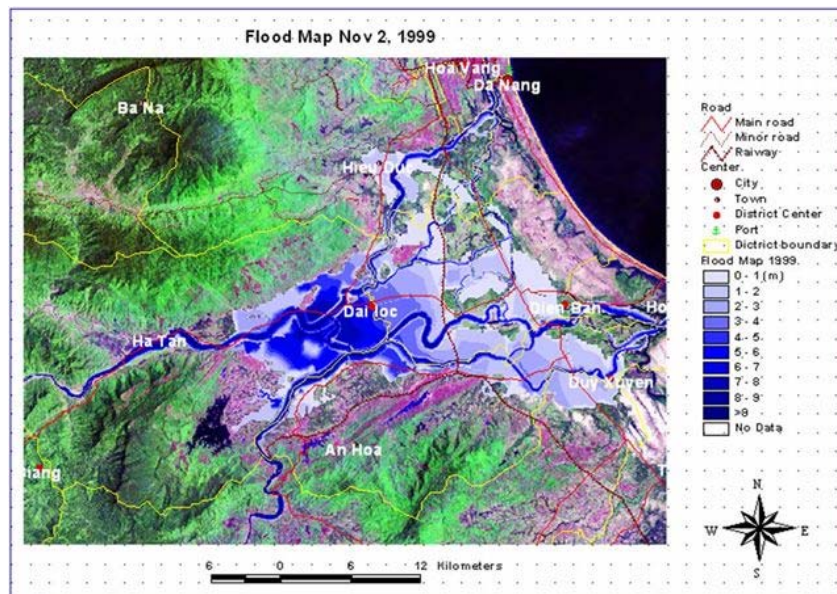 Flood Map Nov 2, 1999
Hoa Vang
Da Nang
Ba Na
Hieu Duc
Dai loc
Dien Ban
Ho
Ha Tan
Duy Xuyen
An Hoa
Giang
T
Road
Main road
Minor road
Raiway
Center.
City
Town
District Center
Port
Dictrict boundary
Flood Map 1999.
0 - 1 (m)
1 - 2
2 - 3
3 - 4
4 - 5
5 - 6
6 - 7
7 - 8
8 - 9
>9
No Data
N
W E
S
6 0 6 12 Kilometers